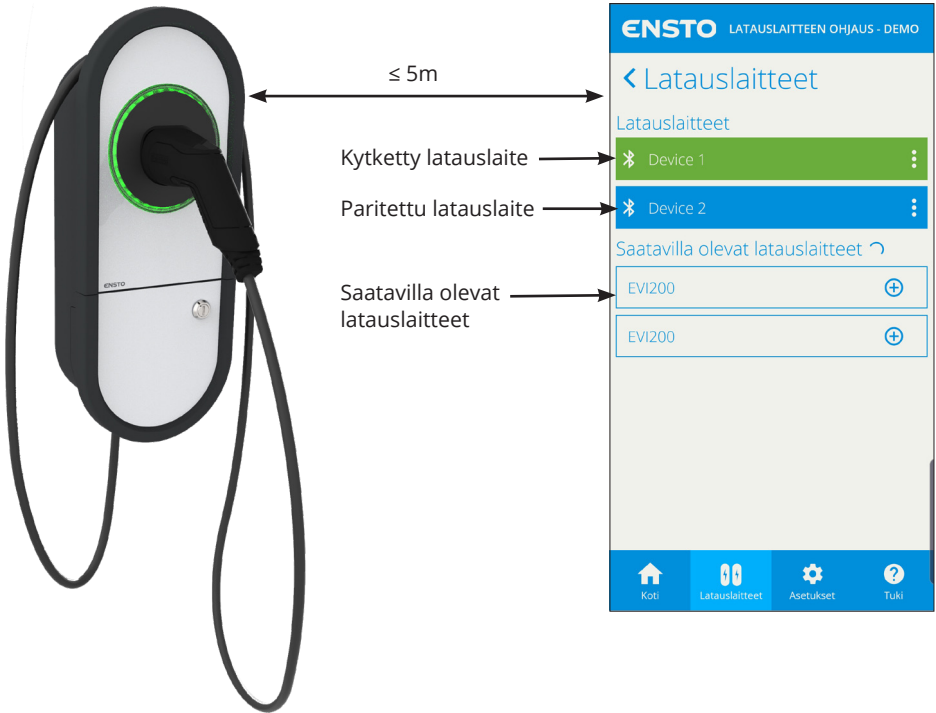 ENSTO LATAUSLAITTEEN OHJAUS - DEMO
Latauslaitteet
≤ 5m
Latauslaitteet
Kytketty latauslaite
Device 1
Paritettu latauslaite
Device 2
Saatavilla olevat latauslaitteet
Saatavilla olevat
latauslaitteet
EVI200
EVI200
ENSTO
Koti
Latauslaitteet
Asetukset
Tuki